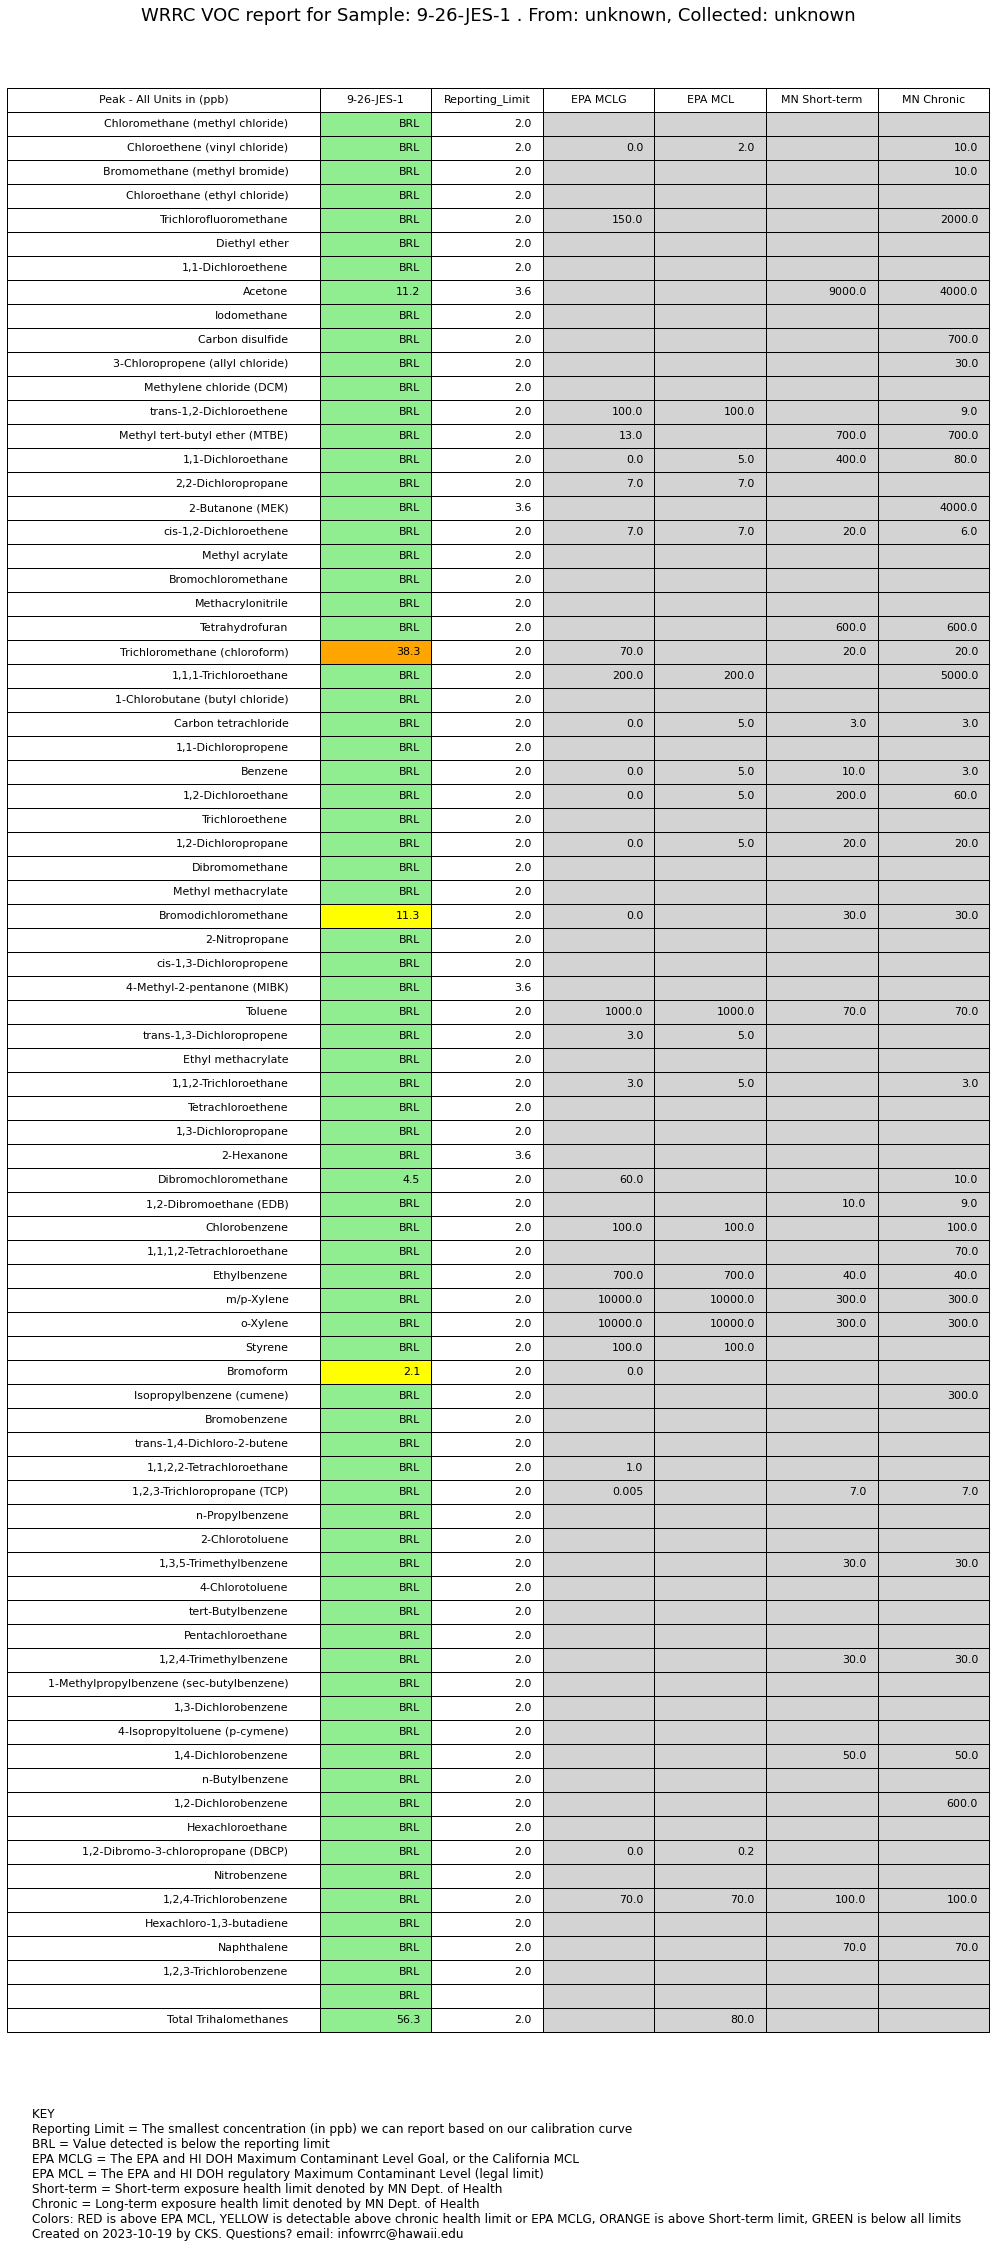 WRRC VOC report for Sample: 9-26-JES-1 . From: unknown, Collected: unknown
Peak - All Units in (ppb) 9-26-JES-1 Reporting_Limit EPA MCLG EPA MCL MN Short-term MN Chronic
Chloromethane (methyl chloride) BRL 2.0
Chloroethene (vinyl chloride) BRL 2.0 0.0 2.0 10.0
Bromomethane (methyl bromide) BRL 2.0 10.0
Chloroethane (ethyl chloride) BRL 2.0
Trichlorofluoromethane BRL 2.0 150.0 2000.0
Diethyl ether BRL 2.0
1,1-Dichloroethene BRL 2.0
Acetone 11.2 3.6 9000.0 4000.0
Iodomethane BRL 2.0
Carbon disulfide BRL 2.0 700.0
3-Chloropropene (allyl chloride) BRL 2.0 30.0
Methylene chloride (DCM) BRL 2.0
trans-1,2-Dichloroethene BRL 2.0 100.0 100.0 9.0
Methyl tert-butyl ether (MTBE) BRL 2.0 13.0 700.0 700.0
1,1-Dichloroethane BRL 2.0 0.0 5.0 400.0 80.0
2,2-Dichloropropane BRL 2.0 7.0 7.0
2-Butanone (MEK) BRL 3.6 4000.0
cis-1,2-Dichloroethene BRL 2.0 7.0 7.0 20.0 6.0
Methyl acrylate BRL 2.0
Bromochloromethane BRL 2.0
Methacrylonitrile BRL 2.0
Tetrahydrofuran BRL 2.0 600.0 600.0
Trichloromethane (chloroform) 38.3 2.0 70.0 20.0 20.0
1,1,1-Trichloroethane BRL 2.0 200.0 200.0 5000.0
1-Chlorobutane (butyl chloride) BRL 2.0
Carbon tetrachloride BRL 2.0 0.0 5.0 3.0 3.0
1,1-Dichloropropene BRL 2.0
Benzene BRL 2.0 0.0 5.0 10.0 3.0
1,2-Dichloroethane BRL 2.0 0.0 5.0 200.0 60.0
Trichloroethene BRL 2.0
1,2-Dichloropropane BRL 2.0 0.0 5.0 20.0 20.0
Dibromomethane BRL 2.0
Methyl methacrylate BRL 2.0
Bromodichloromethane 11.3 2.0 0.0 30.0 30.0
2-Nitropropane BRL 2.0
cis-1,3-Dichloropropene BRL 2.0
4-Methyl-2-pentanone (MIBK) BRL 3.6
Toluene BRL 2.0 1000.0 1000.0 70.0 70.0
trans-1,3-Dichloropropene BRL 2.0 3.0 5.0
Ethyl methacrylate BRL 2.0
1,1,2-Trichloroethane BRL 2.0 3.0 5.0 3.0
Tetrachloroethene BRL 2.0
1,3-Dichloropropane BRL 2.0
2-Hexanone BRL 3.6
Dibromochloromethane 4.5 2.0 60.0 10.0
1,2-Dibromoethane (EDB) BRL 2.0 10.0 9.0
Chlorobenzene BRL 2.0 100.0 100.0 100.0
1,1,1,2-Tetrachloroethane BRL 2.0 70.0
Ethylbenzene BRL 2.0 700.0 700.0 40.0 40.0
m/p-Xylene BRL 2.0 10000.0 10000.0 300.0 300.0
o-Xylene BRL 2.0 10000.0 10000.0 300.0 300.0
Styrene BRL 2.0 100.0 100.0
Bromoform 2.1 2.0 0.0
Isopropylbenzene (cumene) BRL 2.0 300.0
Bromobenzene BRL 2.0
trans-1,4-Dichloro-2-butene BRL 2.0
1,1,2,2-Tetrachloroethane BRL 2.0 1.0
1,2,3-Trichloropropane (TCP) BRL 2.0 0.005 7.0 7.0
n-Propylbenzene BRL 2.0
2-Chlorotoluene BRL 2.0
1,3,5-Trimethylbenzene BRL 2.0 30.0 30.0
4-Chlorotoluene BRL 2.0
tert-Butylbenzene BRL 2.0
Pentachloroethane BRL 2.0
1,2,4-Trimethylbenzene BRL 2.0 30.0 30.0
1-Methylpropylbenzene (sec-butylbenzene) BRL 2.0
1,3-Dichlorobenzene BRL 2.0
4-Isopropyltoluene (p-cymene) BRL 2.0
1,4-Dichlorobenzene BRL 2.0 50.0 50.0
n-Butylbenzene BRL 2.0
1,2-Dichlorobenzene BRL 2.0 600.0
Hexachloroethane BRL 2.0
1,2-Dibromo-3-chloropropane (DBCP) BRL 2.0 0.0 0.2
Nitrobenzene BRL 2.0
1,2,4-Trichlorobenzene BRL 2.0 70.0 70.0 100.0 100.0
Hexachloro-1,3-butadiene BRL 2.0
Naphthalene BRL 2.0 70.0 70.0
1,2,3-Trichlorobenzene BRL 2.0
BRL
Total Trihalomethanes 56.3 2.0 80.0
KEY
Reporting Limit = The smallest concentration (in ppb) we can report based on our calibration curve
BRL = Value detected is below the reporting limit
EPA MCLG = The EPA and HI DOH Maximum Contaminant Level Goal, or the California MCL
EPA MCL = The EPA and HI DOH regulatory Maximum Contaminant Level (legal limit)
Short-term = Short-term exposure health limit denoted by MN Dept. of Health
Chronic = Long-term exposure health limit denoted by MN Dept. of Health
Colors: RED is above EPA MCL, YELLOW is detectable above chronic health limit or EPA MCLG, ORANGE is above Short-term limit, GREEN is below all limits
Created on 2023-10-19 by CKS. Questions? email: infowrrc@hawaii.edu